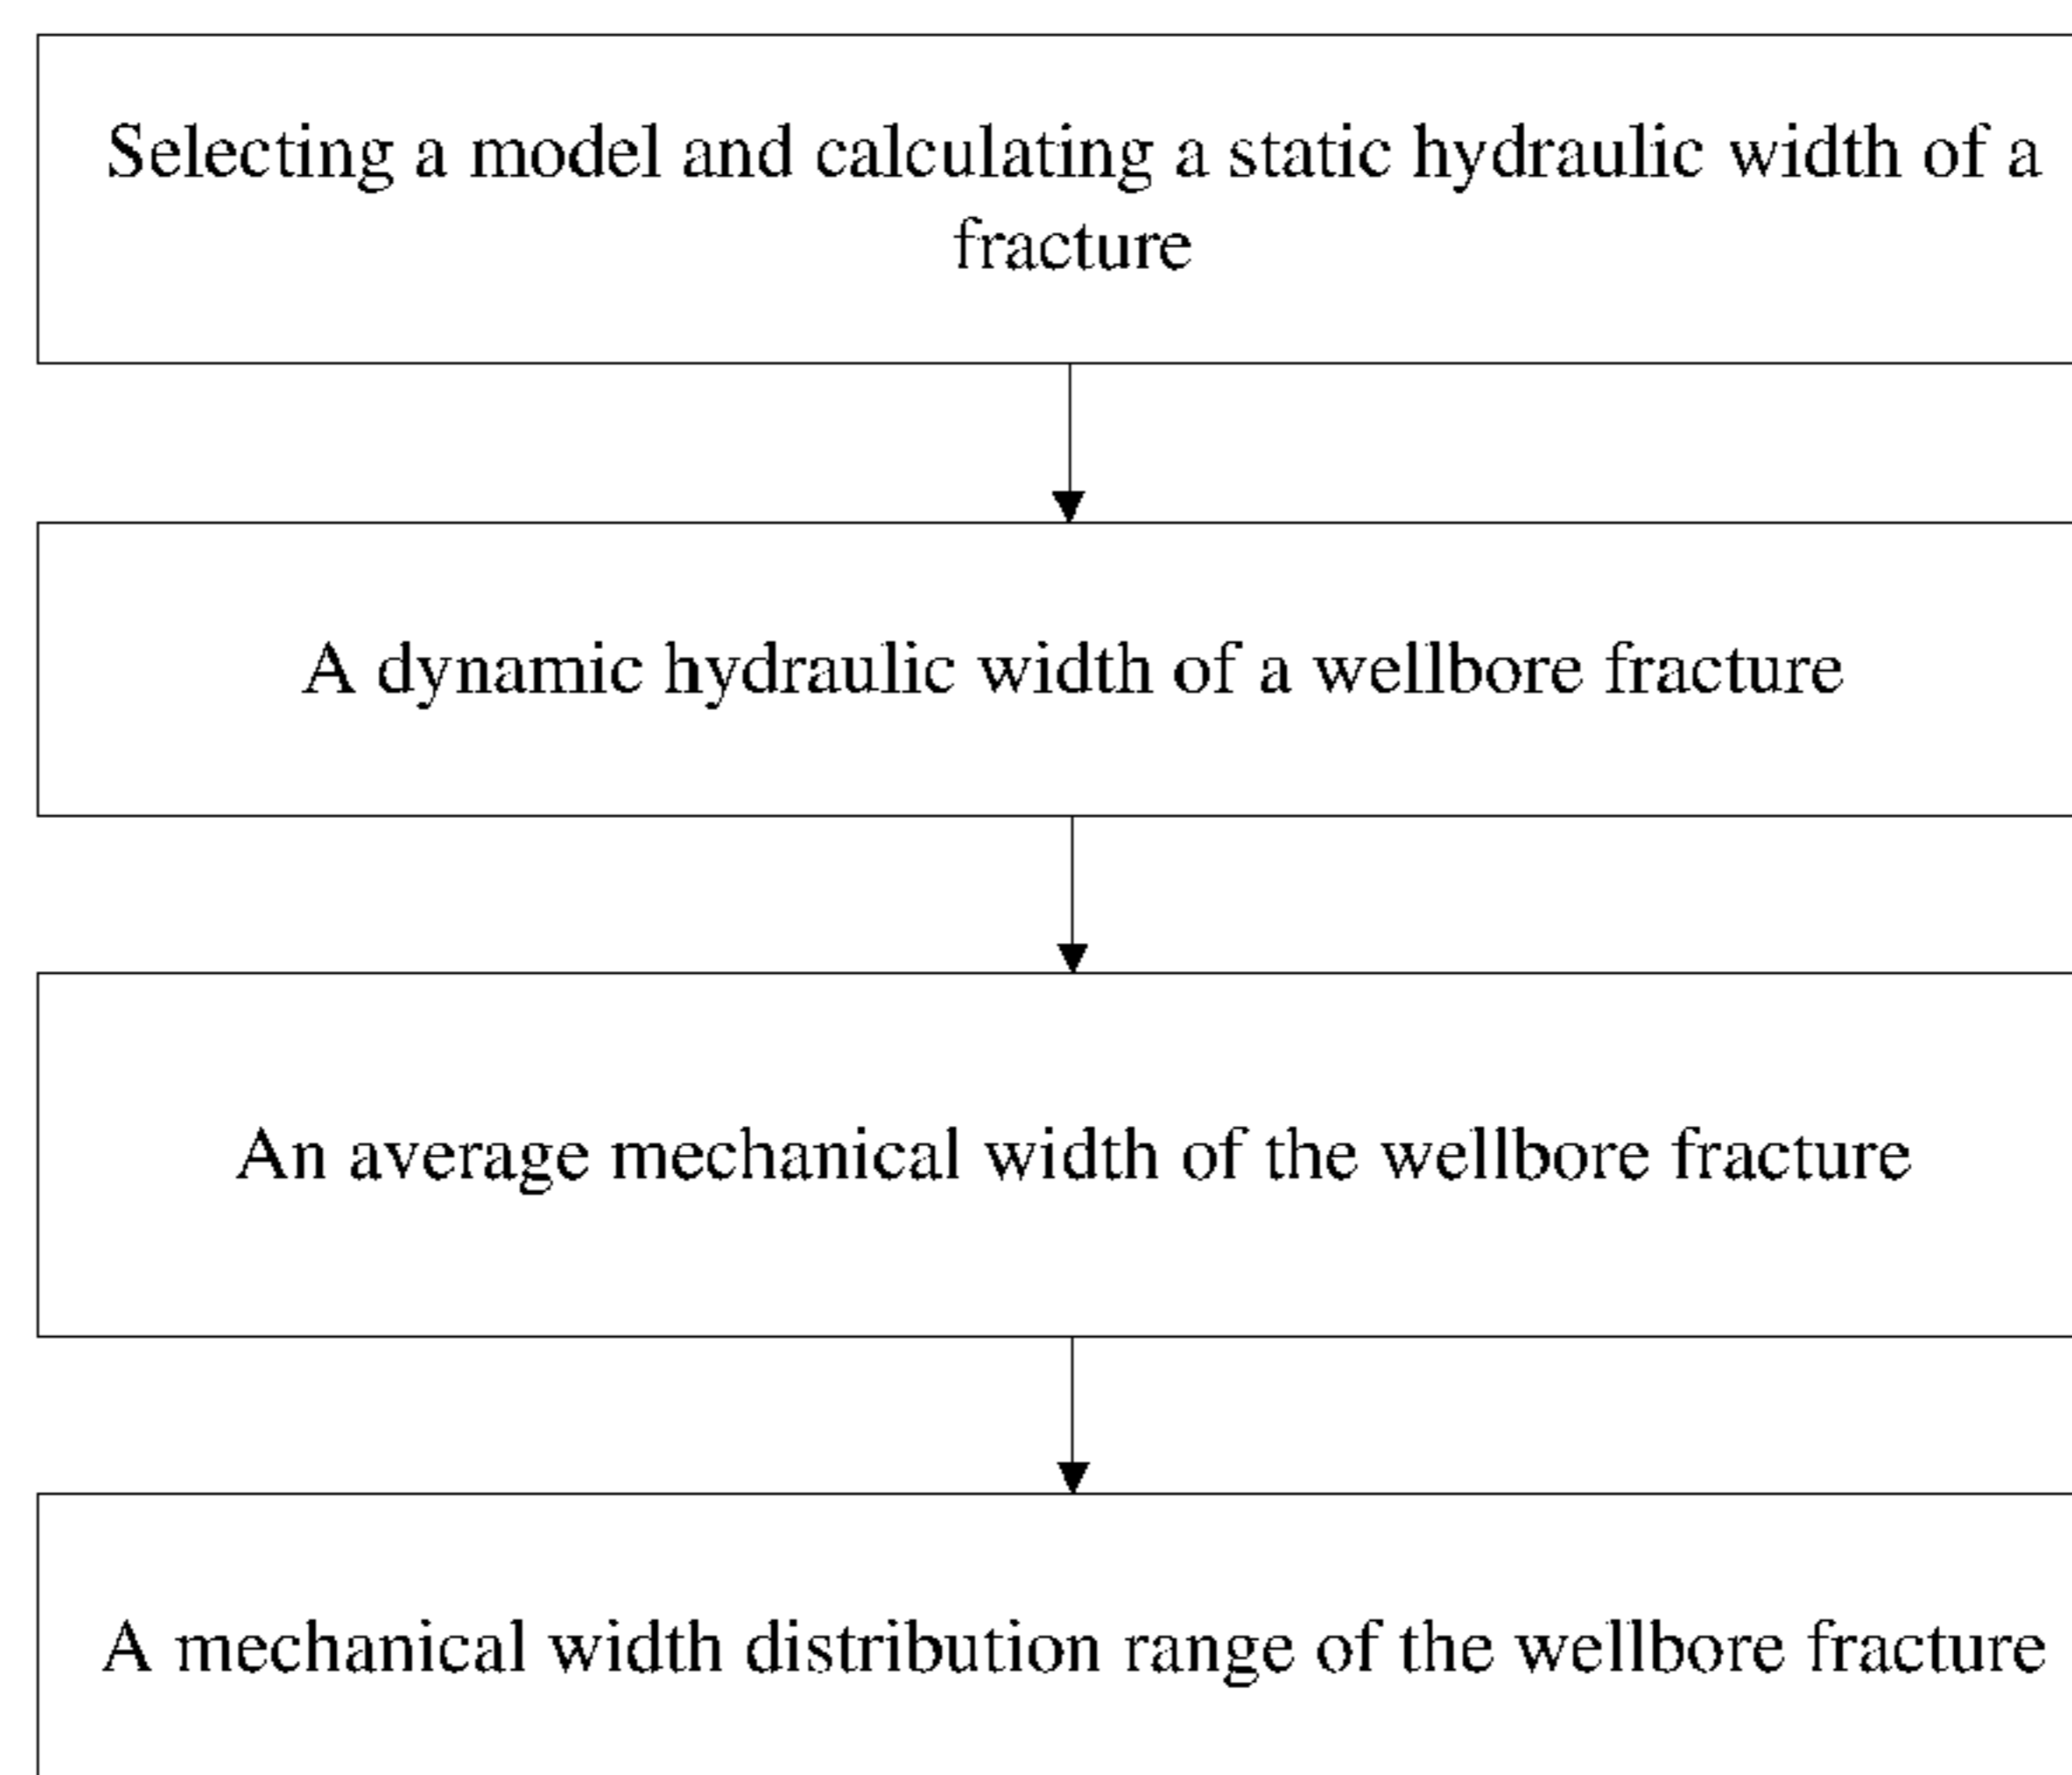 Selecting a model and calculating a static hydraulic width of a
fracture
A dynamic hydraulic width of a wellbore fracture
An average mechanical width of the wellbore fracture
A mechanical width distribution range of the wellbore fracture